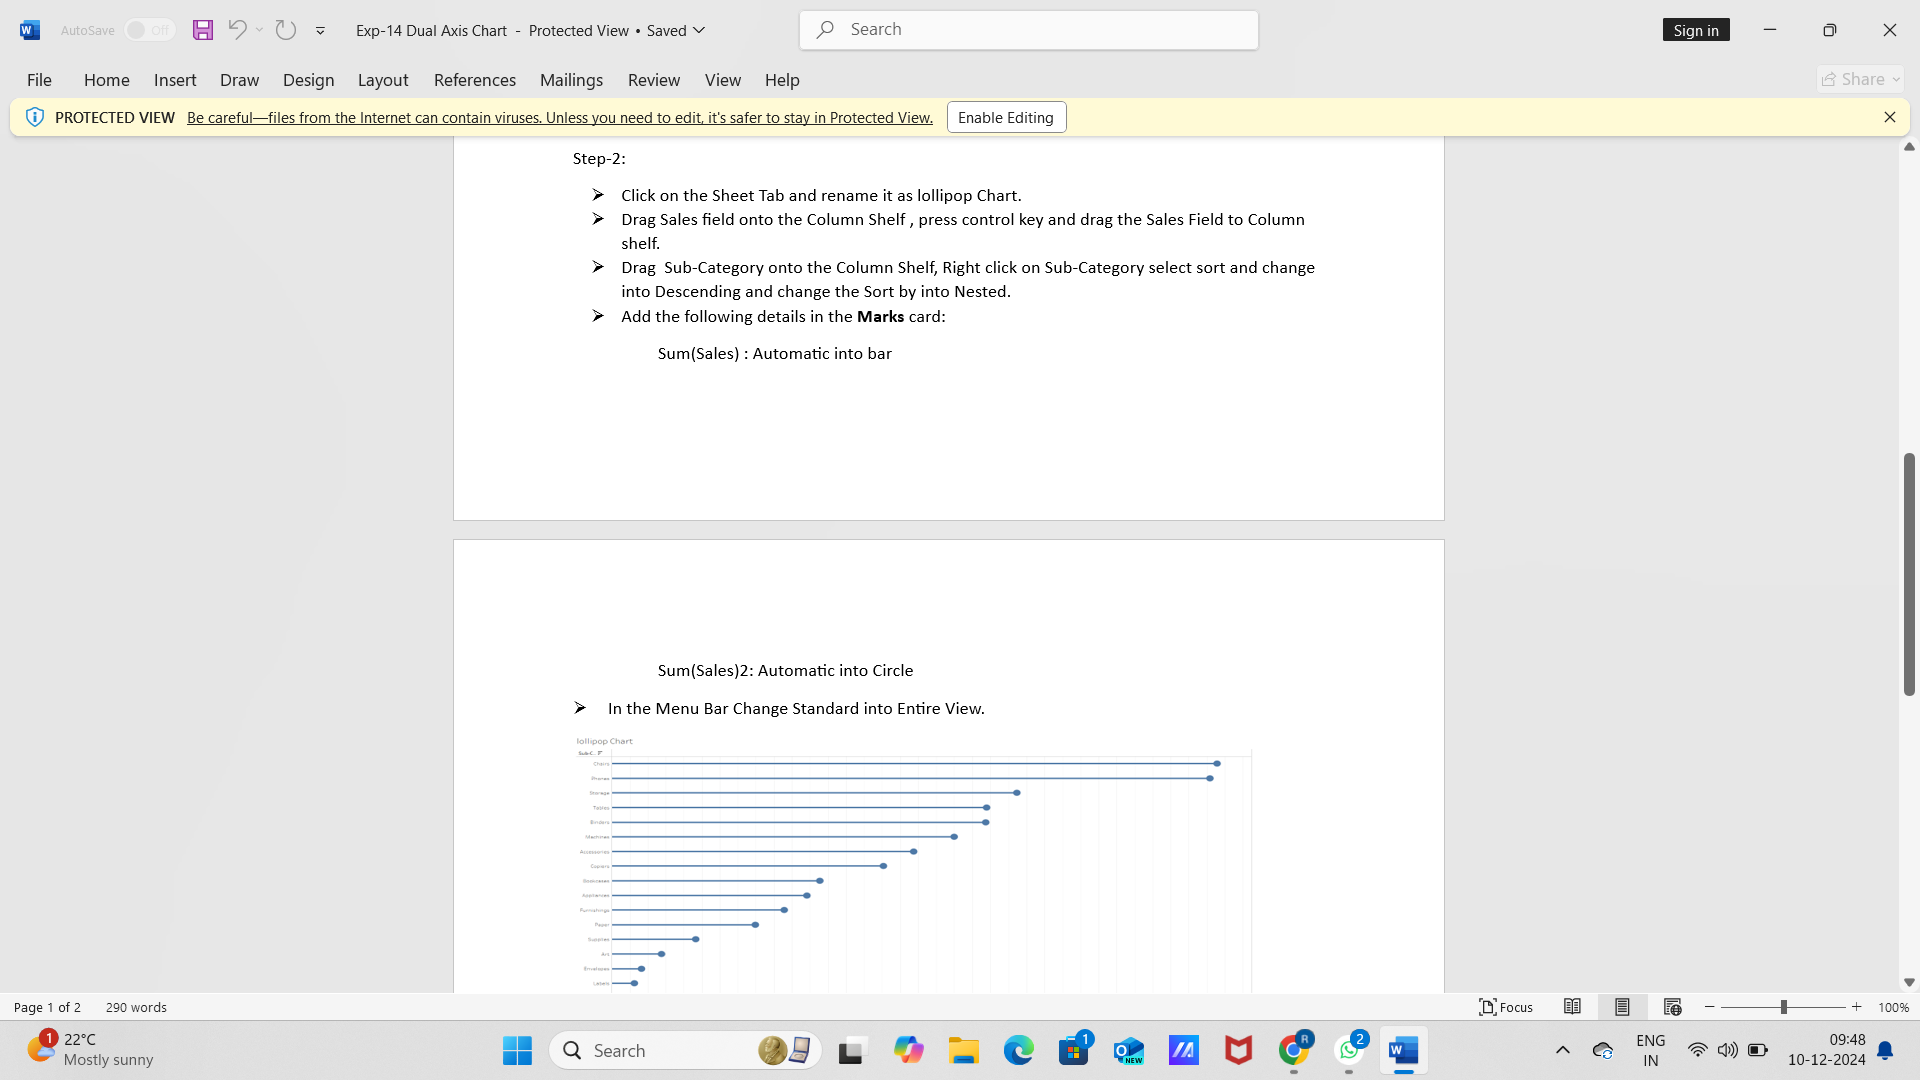 AutoSave Off Exp-14 Dual Axis Chart - Protected View • Saved Search Sign in
File Home Insert Draw Design Layout References Mailings Review View Help Share
PROTECTED VIEW Be careful—files from the Internet can contain viruses. Unless you need to edit, it's safer to stay in Protected View. Enable Editing
Step-2:
➢ Click on the Sheet Tab and rename it as lollipop Chart.
➢ Drag Sales field onto the Column Shelf , press control key and drag the Sales Field to Column
shelf.
➢ Drag  Sub-Category onto the Column Shelf, Right click on Sub-Category select sort and change
into Descending and change the Sort by into Nested.
➢ Add the following details in the Marks card:
Sum(Sales) : Automatic into bar
Sum(Sales)2: Automatic into Circle
➢ In the Menu Bar Change Standard into Entire View.
lollipop Chart
Sub-C..
Chairs
Phones
Storage
Tables
Binders
Machines
Accessories
Copiers
Bookcases
Appliances
Furnishings
Paper
Supplies
Art
Envelopes
Labels
Page 1 of 2 290 words Focus 100%
1 22°C
Mostly sunny
Search
1
NEW
R
2
ENG
IN
09:48
10-12-2024